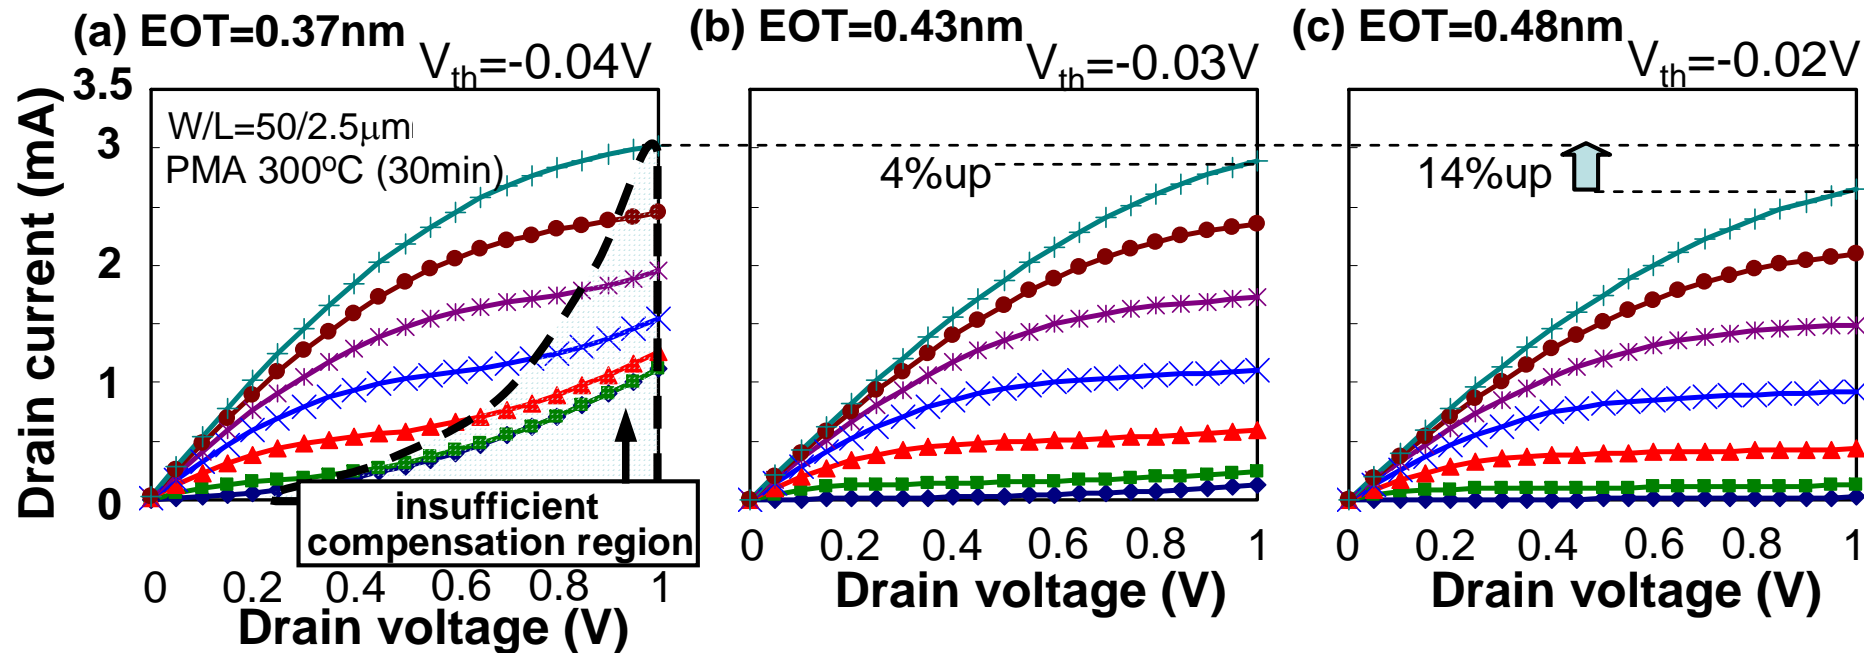 (a) EOT=0.37nm
(b) EOT=0.43nm
(c) EOT=0.48nm
Vth=-0.04V
Vth=-0.03V
Vth=-0.02V
Drain current (mA)
3.5
3
2
1
0
W/L=50/2.5μm
PMA 300ºC (30min)
4%up
14%up
insufficient
compensation region
0 0.2 0.4 0.6 0.8 1
Drain voltage (V)
0 0.2 0.4 0.6 0.8 1
Drain voltage (V)
0 0.2 0.4 0.6 0.8 1
Drain voltage (V)